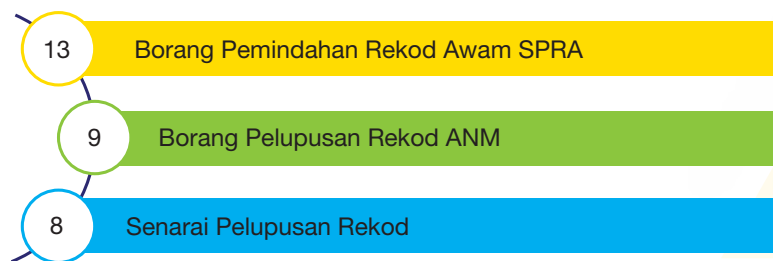 13 Borang Pemindahan Rekod Awam SPRA
9 Borang Pelupusan Rekod ANM
8 Senarai Pelupusan Rekod